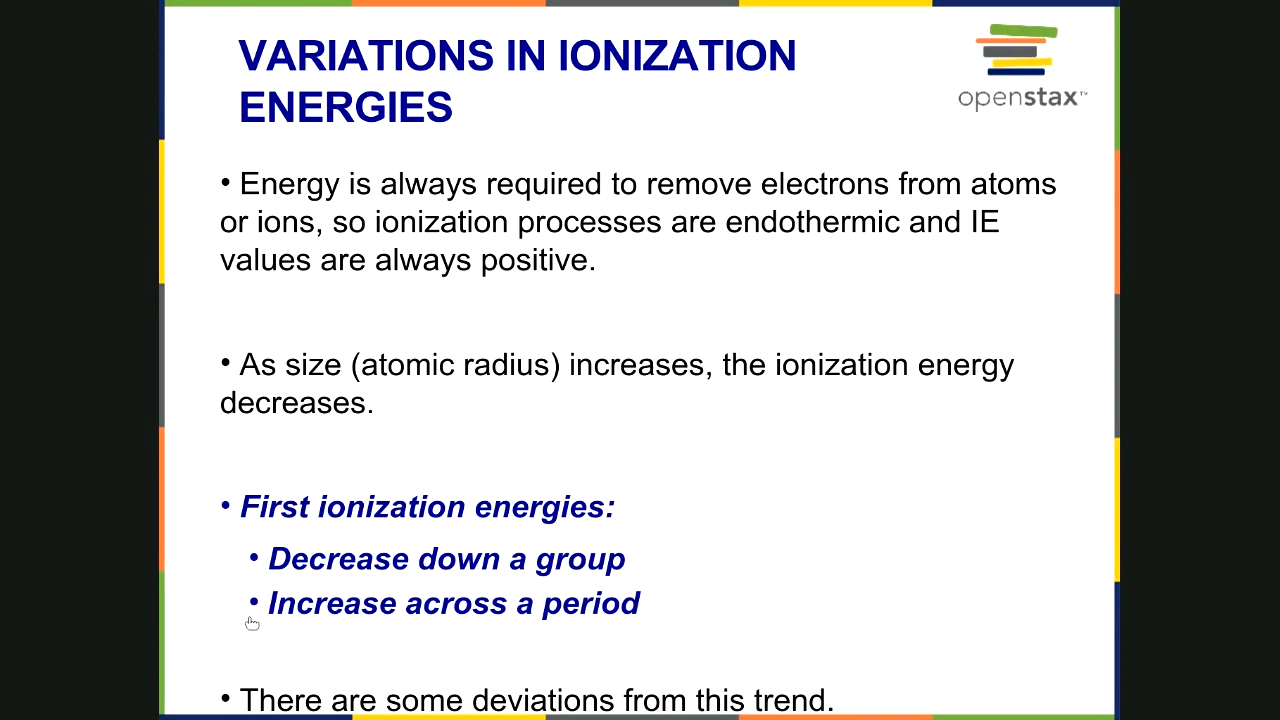 VARIATIONS IN IONIZATION
ENERGIES
openstax™
• Energy is always required to remove electrons from atoms
or ions, so ionization processes are endothermic and IE
values are always positive.
• As size (atomic radius) increases, the ionization energy
decreases.
• First ionization energies:
• Decrease down a group
• Increase across a period
• There are some deviations from this trend.